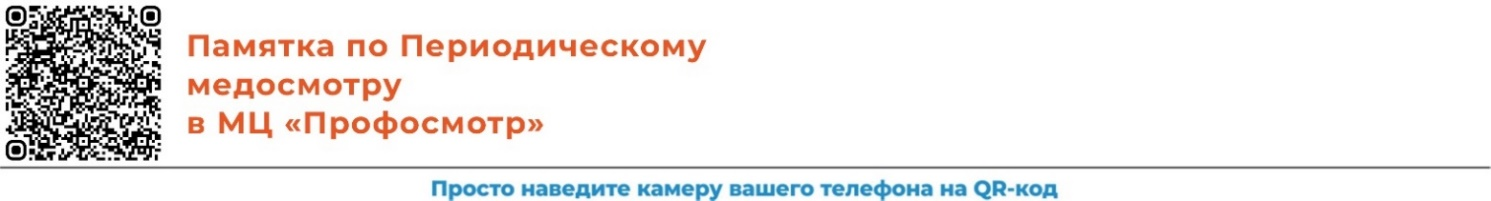 Памятка по Периодическому
медосмотру
в МЦ «Профосмотр»
Просто наведите камеру вашего телефона на QR-код